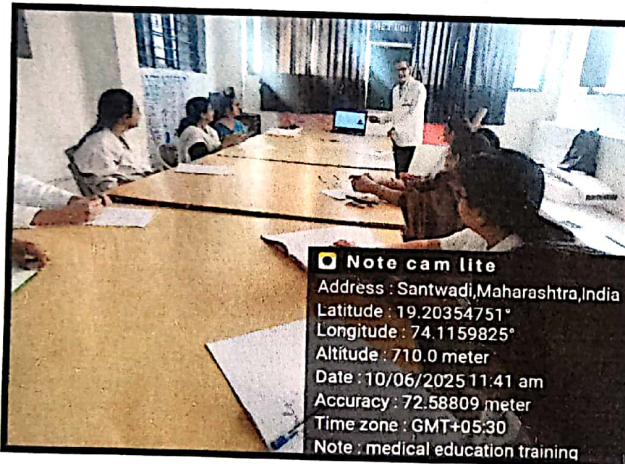 Note cam lite
Address : Santwadi,Maharashtra,India
Latitude : 19.20354751°
Longitude : 74.1159825°
Altitude : 710.0 meter
Date : 10/06/2025 11:41 am
Accuracy : 72.58809 meter
Time zone : GMT+05:30
Note : medical education training